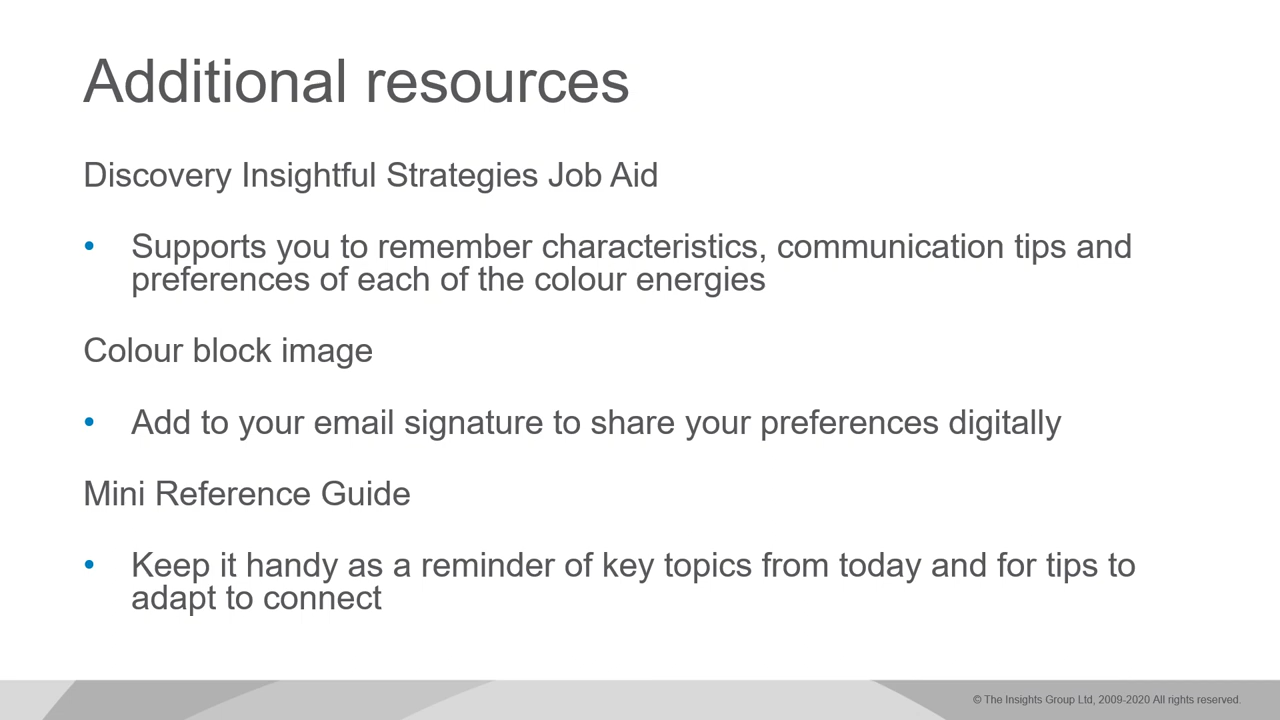 Additional resources
Discovery Insightful Strategies Job Aid
• Supports you to remember characteristics, communication tips and
preferences of each of the colour energies
Colour block image
• Add to your email signature to share your preferences digitally
Mini Reference Guide
• Keep it handy as a reminder of key topics from today and for tips to
adapt to connect
© The Insights Group Ltd, 2009-2020 All rights reserved.